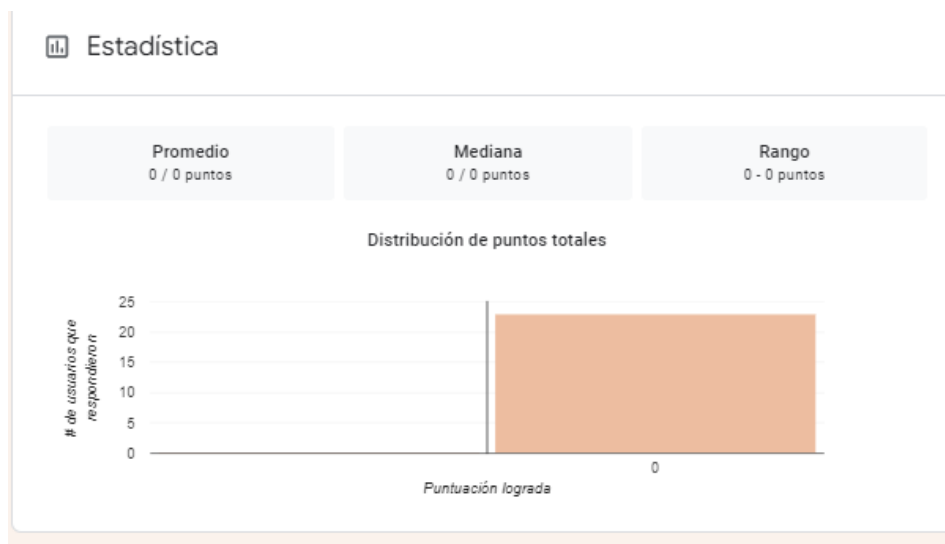 Estadística
Promedio
0 / 0 puntos
Mediana
0 / 0 puntos
Rango
0 - 0 puntos
Distribución de puntos totales
# de usuarios que
respondieron
25
20
15
10
5
0
0
Puntuación lograda